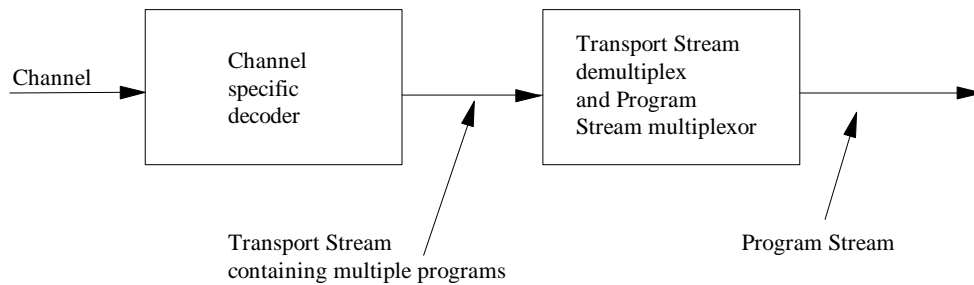 Channel
Channel
specific
decoder
Transport Stream
demultiplex
and Program
Stream multiplexor
Transport Stream
containing multiple programs
Program Stream